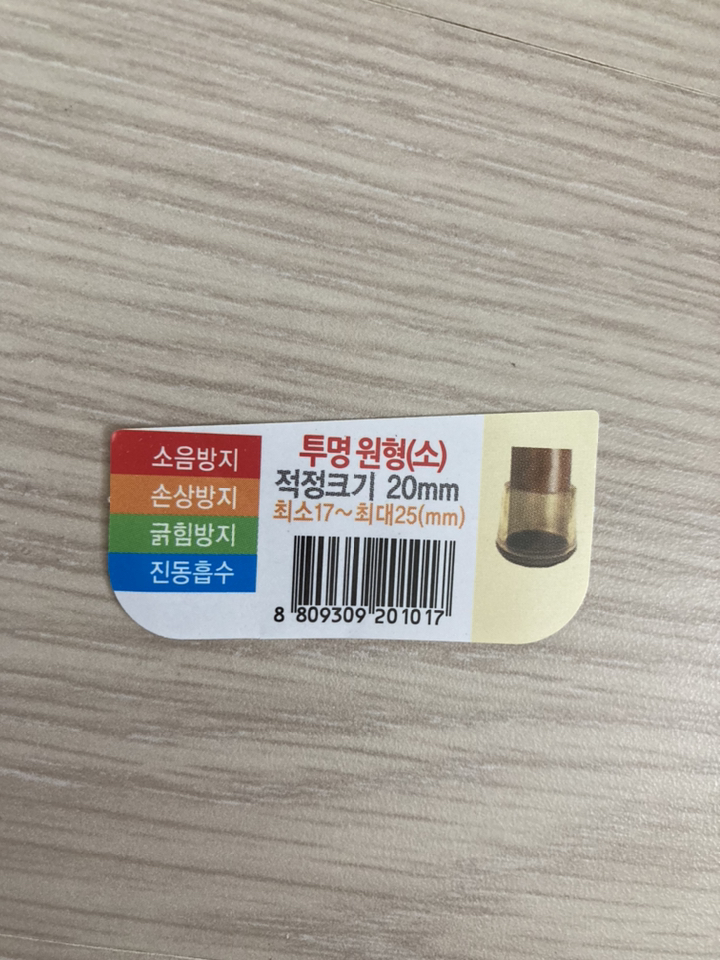 소음방지
손상방지
긁힘방지
진동흡수
투명 원형(소)
적정크기 20mm
최소17~최대25(mm)
8 809309 201017